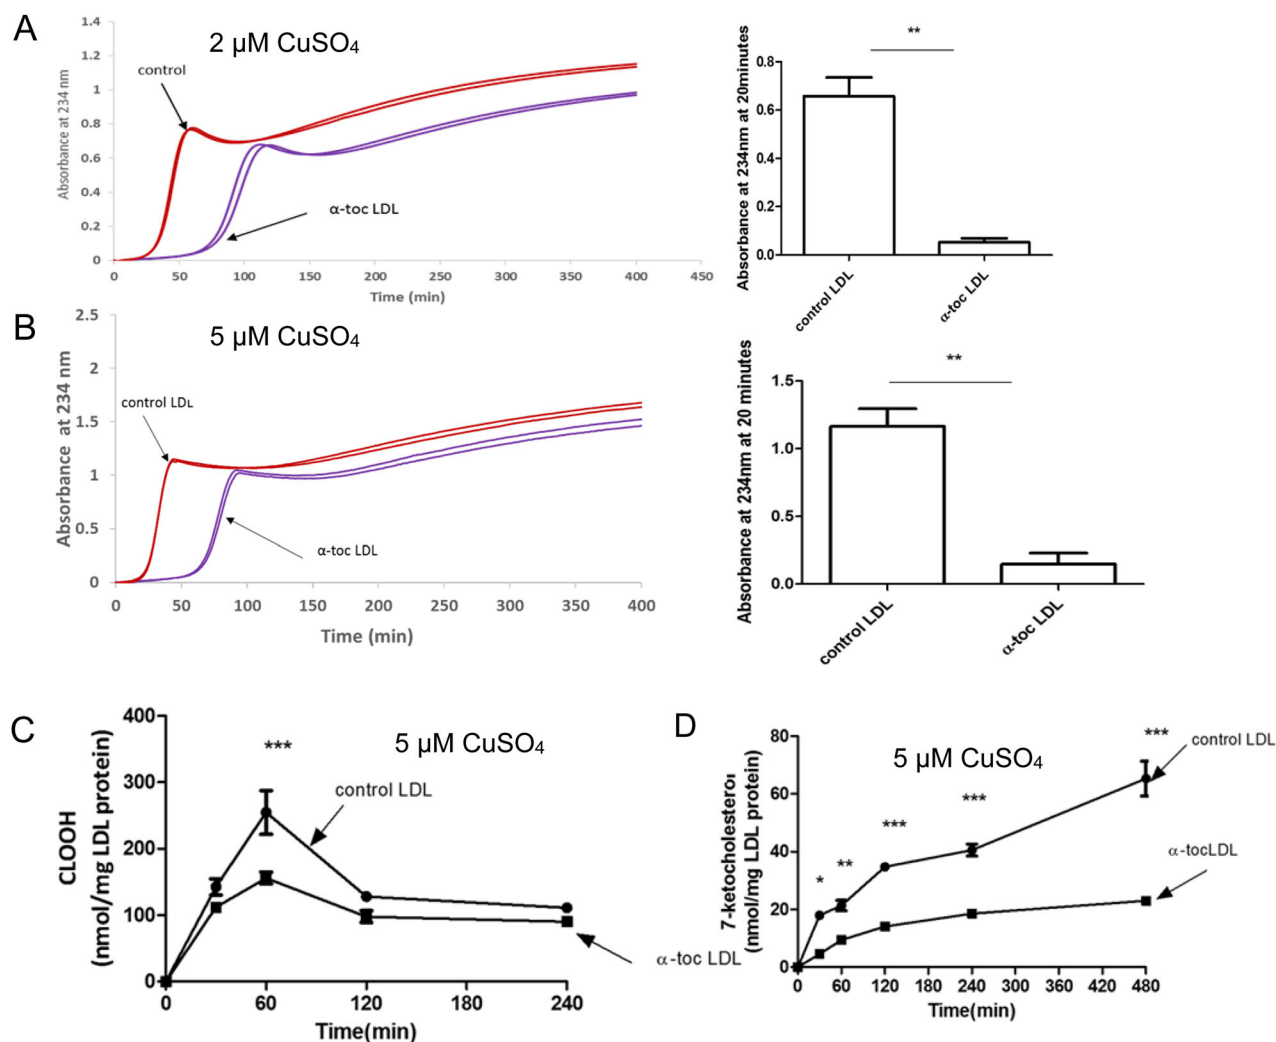 A
2 µM CuSO₄
Absorbance at 234 nm
1.4
1.2
1
0.8
0.6
0.4
0.2
0
control
α-toc LDL
0 50 100 150 200 250 300 350 400 450
Time (min)
Absorbance at 234nm at 20minutes
0.8
0.6
0.4
0.2
0.0
**
control LDL
α-toc LDL
B
5 µM CuSO₄
Absorbance at 234 nm
2.5
2
1.5
1
0.5
0
control LDL
α-toc LDL
0 50 100 150 200 250 300 350 400
Time (min)
Absorbance at 234nm at 20 minutes
1.5
1.0
0.5
0.0
**
control LDL
α-toc LDL
C
5 µM CuSO₄
CLOOH
(nmol/mg LDL protein)
400
300
200
100
0
***
control LDL
α-toc LDL
0 60 120 180 240
Time(min)
D
5 µM CuSO₄
7-ketocholesterol
(nmol/mg LDL protein)
80
60
40
20
0
*
**
***
***
***
control LDL
α-tocLDL
0 60 120 180 240 300 360 420 480
Time(min)